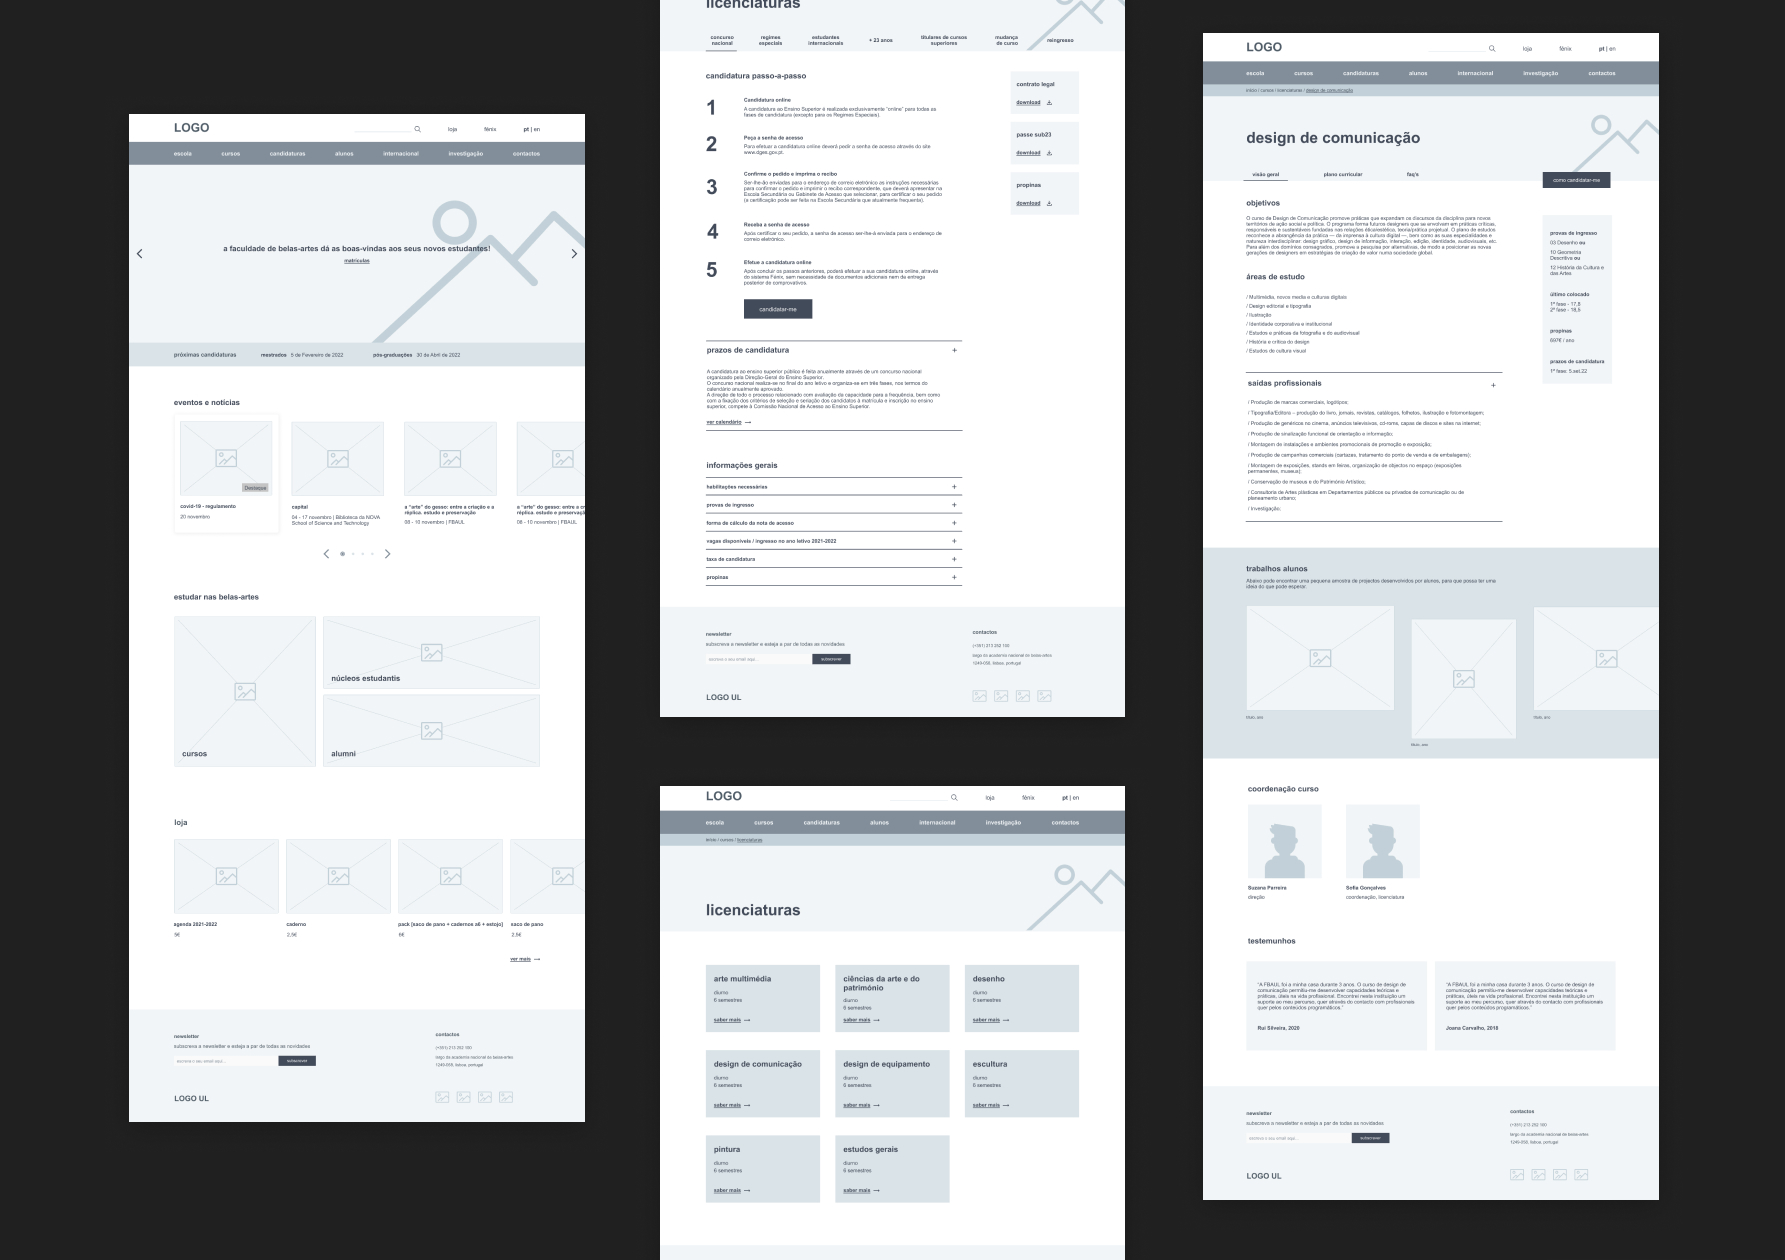 LOGO
loja fénix pt | en
escola cursos candidaturas alunos internacional investigação contactos
a faculdade de belas-artes dá as boas-vindas aos seus novos estudantes!
matrículas
próximas candidaturas mestrados 5 de Fevereiro de 2022 pós-graduações 30 de Abril de 2022
eventos e notícias
Destaque
covid-19 - regulamento
20 novembro
capital
04 - 17 novembro | Biblioteca da NOVA
School of Science and Technology
a "arte" do gesso: entre a criação e a
réplica. estudo e preservação
08 - 10 novembro | FBAUL
a "arte" do gesso: entre a cr
réplica. estudo e preservaçã
08 - 10 novembro | FBAUL
estudar nas belas-artes
cursos
núcleos estudantis
alumni
loja
agenda 2021-2022
5€
caderno
2,5€
pack [saco de pano + cadernos a6 + estojo]
6€
saco de pano
2,5€
ver mais
newsletter
subscreva a newsletter e esteja a par de todas as novidades
escreva o seu email aqui...
subscrever
contactos
(+351) 213 252 100
largo da academia nacional de belas-artes
1249-058, lisboa, portugal
LOGO UL
licenciaturas
concurso
nacional
regimes
especiais
estudantes
internacionais
+ 23 anos
titulares de cursos
superiores
mudança
de curso
reingresso
candidatura passo-a-passo
1
Candidatura online
A candidatura ao Ensino Superior é realizada exclusivamente "online" para todas as
fases de candidatura (excepto para os Regimes Especiais).
2
Peça a senha de acesso
Para efetuar a candidatura online deverá pedir a senha de acesso através do site
www.dges.gov.pt.
3
Confirme o pedido e imprima o recibo
Ser-lhe-ão enviadas para o endereço de correio eletrónico as instruções necessárias
para confirmar o pedido e imprimir o recibo correspondente, que deverá apresentar na
Escola Secundária ou Gabinete de Acesso que selecionar, para certificar o seu pedido
(a certificação pode ser feita na Escola Secundária que atualmente frequenta).
4
Receba a senha de acesso
Após certificar o seu pedido, a senha de acesso ser-lhe-á enviada para o endereço de
correio eletrónico.
5
Efetue a candidatura online
Após concluir os passos anteriores, poderá efetuar a sua candidatura online, através
do sistema Fénix, sem necessidade de documentos adicionais nem de entrega
posterior de comprovativos.
candidatar-me
contrato legal
download
passe sub23
download
propinas
download
prazos de candidatura +
A candidatura ao ensino superior público é feita anualmente através de um concurso nacional
organizado pela Direção-Geral do Ensino Superior.
O concurso nacional realiza-se no final do ano letivo e organiza-se em três fases, nos termos do
calendário anualmente aprovado.
A direção de todo o processo relacionado com avaliação da capacidade para a frequência, bem como
com a fixação dos critérios de seleção e seriação dos candidatos à matrícula e inscrição no ensino
superior, compete à Comissão Nacional de Acesso ao Ensino Superior.
ver calendário
informações gerais
habilitações necessárias +
provas de ingresso +
forma de cálculo da nota de acesso +
vagas disponíveis / ingresso no ano letivo 2021-2022 +
taxa de candidatura +
propinas +
newsletter
subscreva a newsletter e esteja a par de todas as novidades
escreva o seu email aqui...
subscrever
contactos
(+351) 213 252 100
largo da academia nacional de belas-artes
1249-058, lisboa, portugal
LOGO UL
LOGO
loja fénix pt | en
escola cursos candidaturas alunos internacional investigação contactos
início / cursos / licenciaturas
licenciaturas
arte multimédia
diurno
6 semestres
saber mais
ciências da arte e do
património
diurno
6 semestres
saber mais
desenho
diurno
6 semestres
saber mais
design de comunicação
diurno
6 semestres
saber mais
design de equipamento
diurno
6 semestres
saber mais
escultura
diurno
6 semestres
saber mais
pintura
diurno
6 semestres
saber mais
estudos gerais
diurno
6 semestres
saber mais
LOGO
loja fénix pt | en
escola cursos candidaturas alunos internacional investigação contactos
início / cursos / licenciaturas / design de comunicação
design de comunicação
visão geral plano curricular faq's
como candidatar-me
objetivos
O curso de Design de Comunicação promove práticas que expandam os discursos da disciplina para novos
territórios de ação social e política. O programa forma futuros designers que se envolvem em práticas críticas,
responsáveis e sustentáveis fundadas nas relações ética/estética, teoria/prática projetual. O plano de estudos
reconhece a abrangência da prática — da imprensa à cultura digital —, bem como as suas especialidades e
natureza interdisciplinar: design gráfico, design de informação, interação, edição, identidade, audiovisuais, etc.
Para além dos domínios consagrados, promove a pesquisa por alternativas, de modo a posicionar as novas
gerações de designers em estratégias de criação de valor numa sociedade global.
áreas de estudo
/ Multimédia, novos media e culturas digitais
/ Design editorial e tipografia
/ Ilustração
/ Identidade corporativa e institucional
/ Estudos e práticas da fotografia e do audiovisual
/ História e crítica do design
/ Estudos de cultura visual
provas de ingresso
03 Desenho ou
10 Geometria
Descritiva ou
12 História da Cultura e
das Artes
último colocado
1ª fase - 17,8
2ª fase - 18,6
propinas
697€ / ano
prazos de candidatura
1ª fase: 5.set.22
saídas profissionais +
/ Produção de marcas comerciais, logótipos;
/ Tipografia/Editora – produção do livro, jornais, revistas, catálogos, folhetos, ilustração e fotomontagem;
/ Produção de genéricos no cinema, anúncios televisivos, cd-roms, capas de discos e sites na internet;
/ Produção de sinalização funcional de orientação e informação;
/ Montagem de instalações e ambientes promocionais de promoção e exposição;
/ Produção de campanhas comerciais (cartazes, tratamento do ponto de venda e de embalagens);
/ Montagem de exposições, stands em feiras, organização de objectos no espaço (exposições
permanentes, museus);
/ Conservação de museus e do Património Artístico;
/ Consultoria de Artes plásticas em Departamentos públicos ou privados de comunicação ou de
planeamento urbano;
/ Investigação;
trabalhos alunos
Abaixo pode encontrar uma pequena amostra de projectos desenvolvidos por alunos, para que possa ter uma
ideia do que pode esperar
título, ano
título, ano
título, ano
coordenação curso
Suzana Parreira
direção
Sofia Gonçalves
coordenação, licenciatura
testemunhos
"A FBAUL foi a minha casa durante 3 anos. O curso de design de
comunicação permitiu-me desenvolver capacidades teóricas e
práticas, úteis na vida profissional. Encontrei nesta instituição um
suporte ao meu percurso, quer através do contacto com profissionais
quer pelos conteúdos programáticos."
Rui Silveira, 2020
"A FBAUL foi a minha casa durante 3 anos. O curso de design de
comunicação permitiu-me desenvolver capacidades teóricas e
práticas, úteis na vida profissional. Encontrei nesta instituição um
suporte ao meu percurso, quer através do contacto com profissionais
quer pelos conteúdos programáticos."
Joana Carvalho, 2018
newsletter
subscreva a newsletter e esteja a par de todas as novidades
escreva o seu email aqui...
subscrever
contactos
(+351) 213 252 100
largo da academia nacional de belas-artes
1249-058, lisboa, portugal
LOGO UL